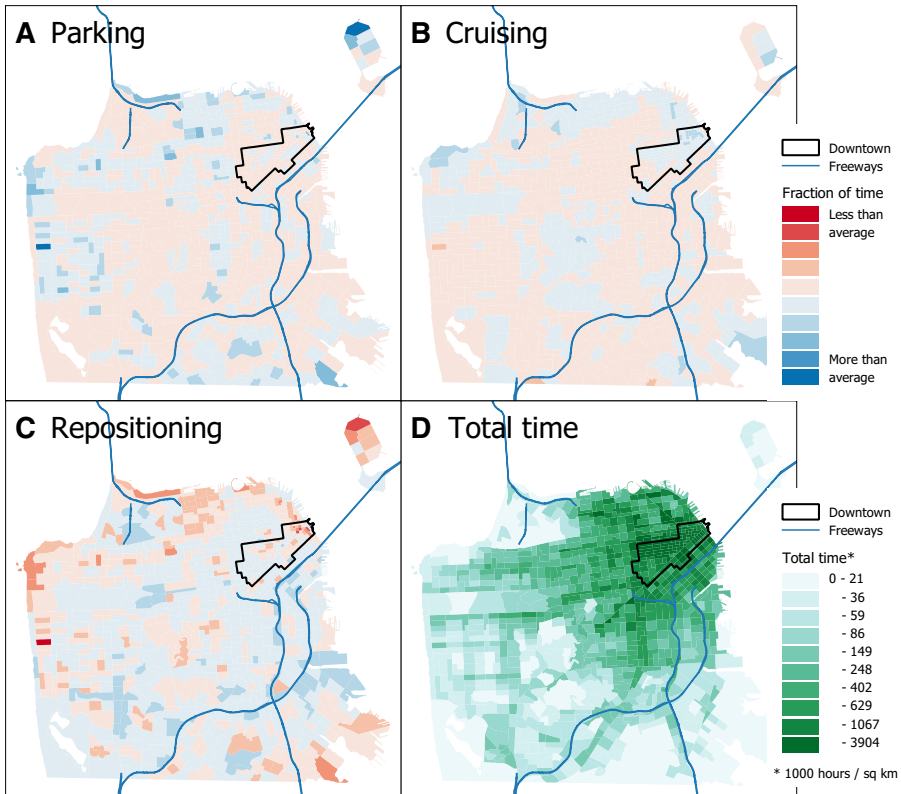 A Parking
B Cruising
Downtown
Freeways
Fraction of time
Less than
average
More than
average
C Repositioning
D Total time
Downtown
Freeways
Total time*
0 - 21
- 36
- 59
- 86
- 149
- 248
- 402
- 629
- 1067
- 3904
* 1000 hours / sq km